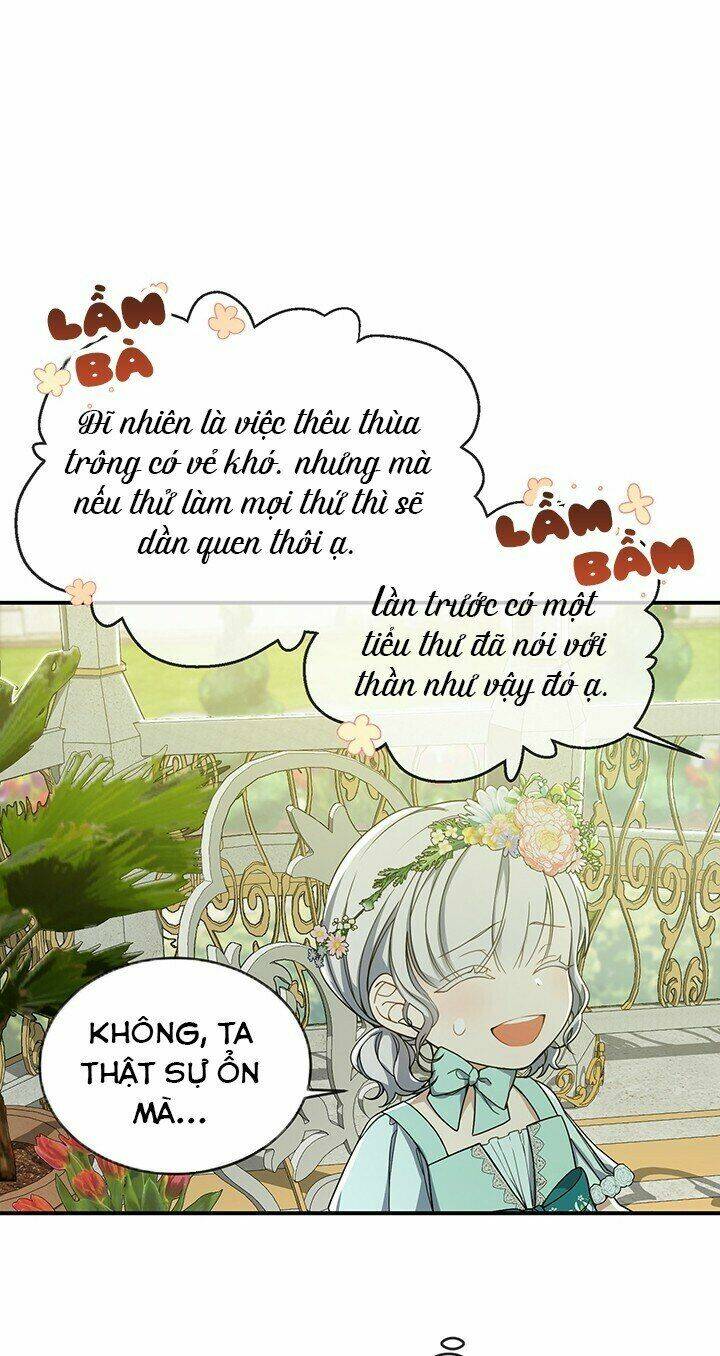 LẦM
BÀ
Dĩ nhiên là việc thêu thùa
trông có vẻ khó. nhưng mà
nếu thử làm mọi thứ thì sẽ
dần quen thôi ạ.
LẦM
BẦM
Lần trước có một
tiểu thư đã nói với
thần như vậy đó ạ.
KHÔNG, TA
THẬT SỰ ỔN
MÀ...